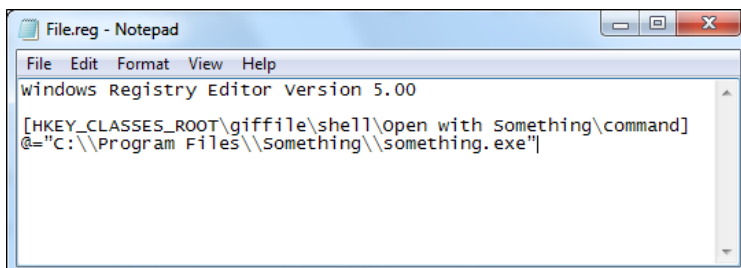 File.reg - Notepad
File Edit Format View Help
Windows Registry Editor Version 5.00
[HKEY_CLASSES_ROOT\giffile\shell\Open with Something\command]
@="C:\\Program Files\\Something\\something.exe"